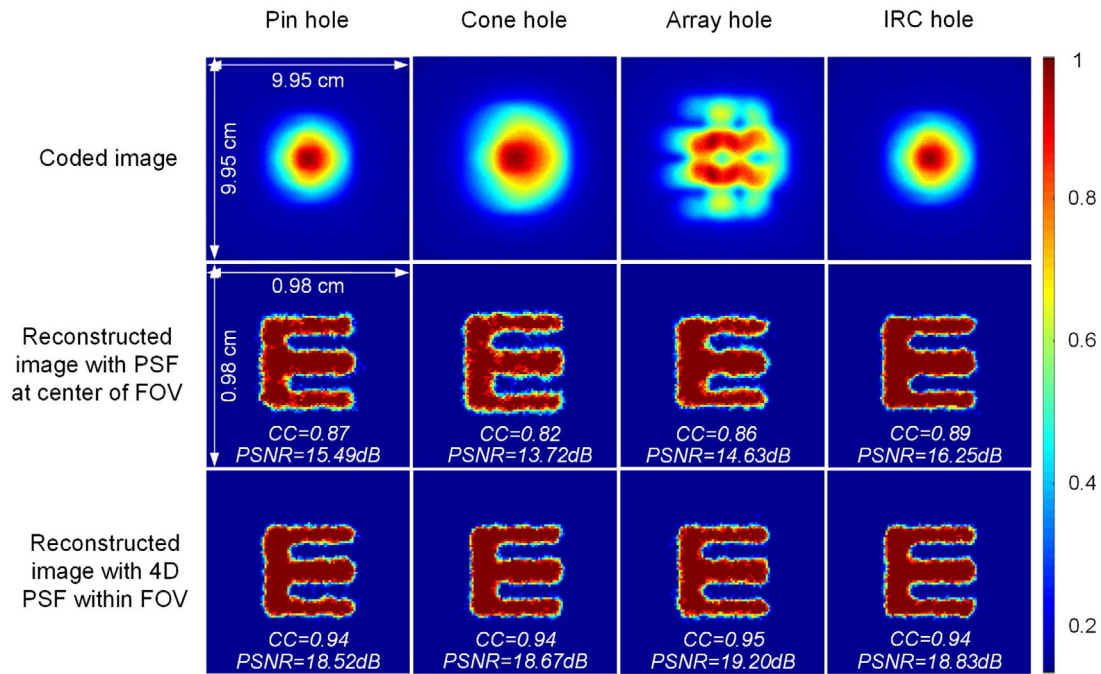 Pin hole
Cone hole
Array hole
IRC hole
9.95 cm
9.95 cm
Coded image
1
0.8
0.6
0.4
0.2
0.98 cm
0.98 cm
Reconstructed
image with PSF
at center of FOV
CC=0.87
PSNR=15.49dB
CC=0.82
PSNR=13.72dB
CC=0.86
PSNR=14.63dB
CC=0.89
PSNR=16.25dB
Reconstructed
image with 4D
PSF within FOV
CC=0.94
PSNR=18.52dB
CC=0.94
PSNR=18.67dB
CC=0.95
PSNR=19.20dB
CC=0.94
PSNR=18.83dB